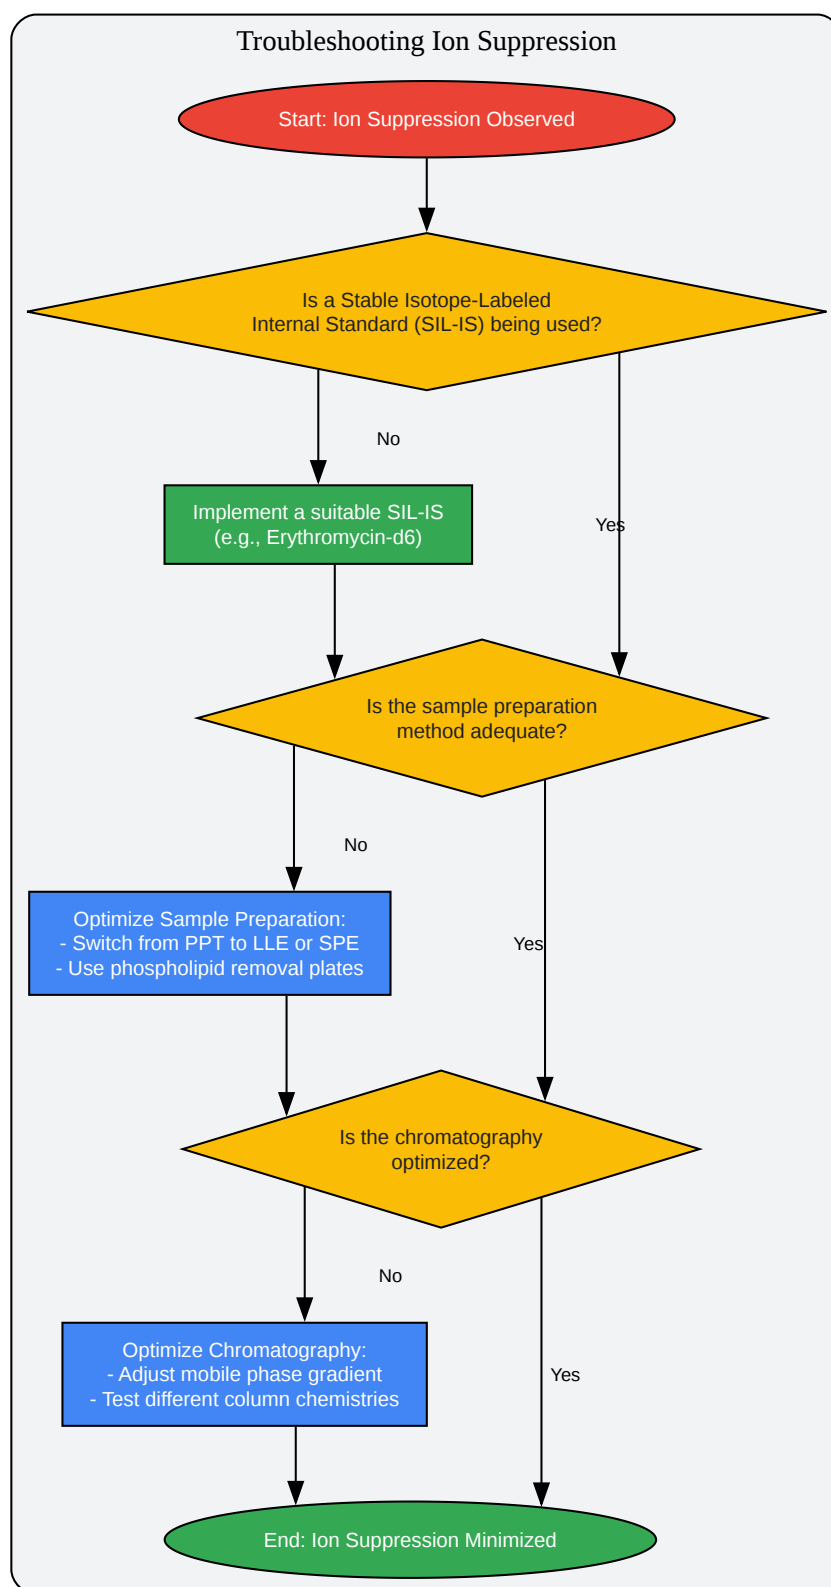 Troubleshooting Ion Suppression
Start: Ion Suppression Observed
Is a Stable Isotope-Labeled
Internal Standard (SIL-IS) being used?
No
Implement a suitable SIL-IS
(e.g., Erythromycin-d6)
Yes
Is the sample preparation
method adequate?
No
Optimize Sample Preparation:
- Switch from PPT to LLE or SPE
- Use phospholipid removal plates
Yes
Is the chromatography
optimized?
No
Optimize Chromatography:
- Adjust mobile phase gradient
- Test different column chemistries
Yes
End: Ion Suppression Minimized